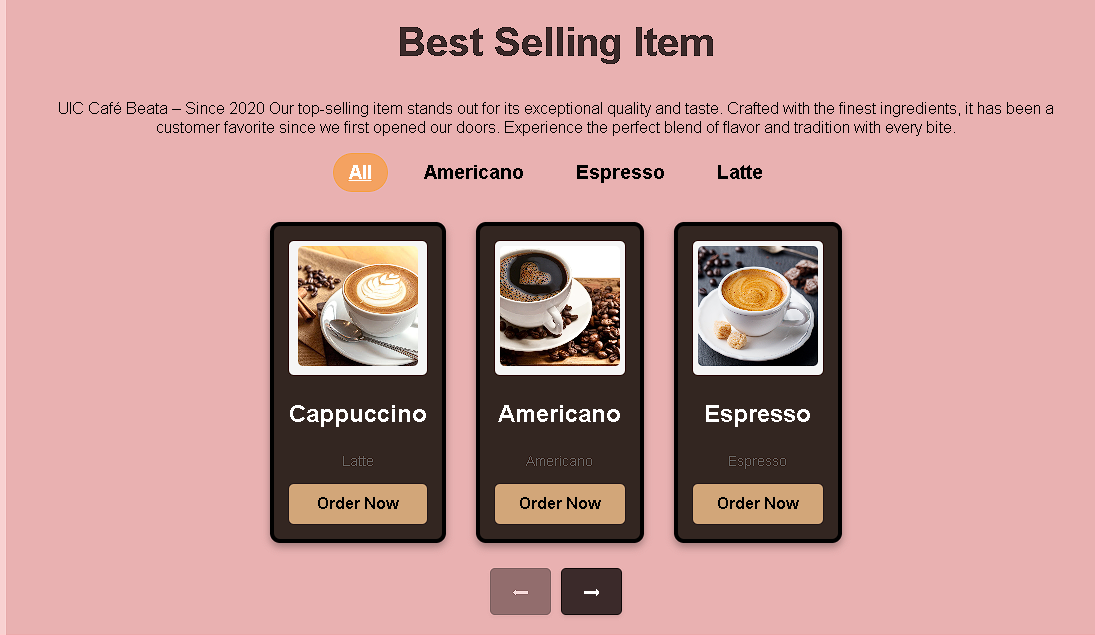 Best Selling Item
UIC Café Beata – Since 2020 Our top-selling item stands out for its exceptional quality and taste. Crafted with the finest ingredients, it has been a
customer favorite since we first opened our doors. Experience the perfect blend of flavor and tradition with every bite.
All Americano Espresso Latte
Cappuccino Americano Espresso
Latte Americano Espresso
Order Now Order Now Order Now
← →